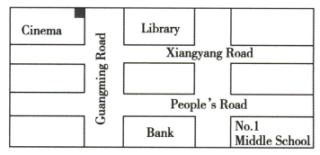 Cinema
Library
Xiangyang Road
Guangming Road
People's Road
Bank
No.1
Middle School